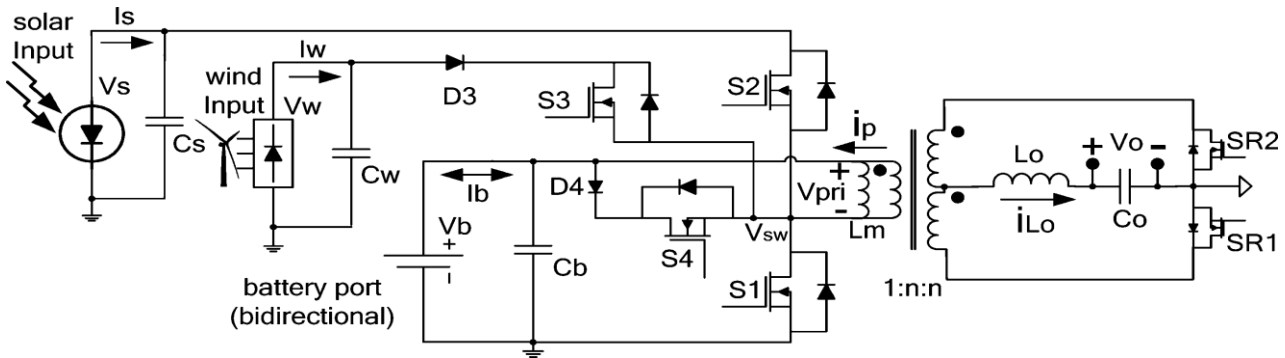 solar
Input
Is
Vs
Cs
wind
Input
Iw
Vw
Cw
D3
S3
S2
ip
Ib
D4
Vb
+
−
Cb
S4
Vsw
+
Vpri
-
Lm
S1
battery port
(bidirectional)
1:n:n
Lo
iLo
+
Vo
-
Co
SR2
SR1